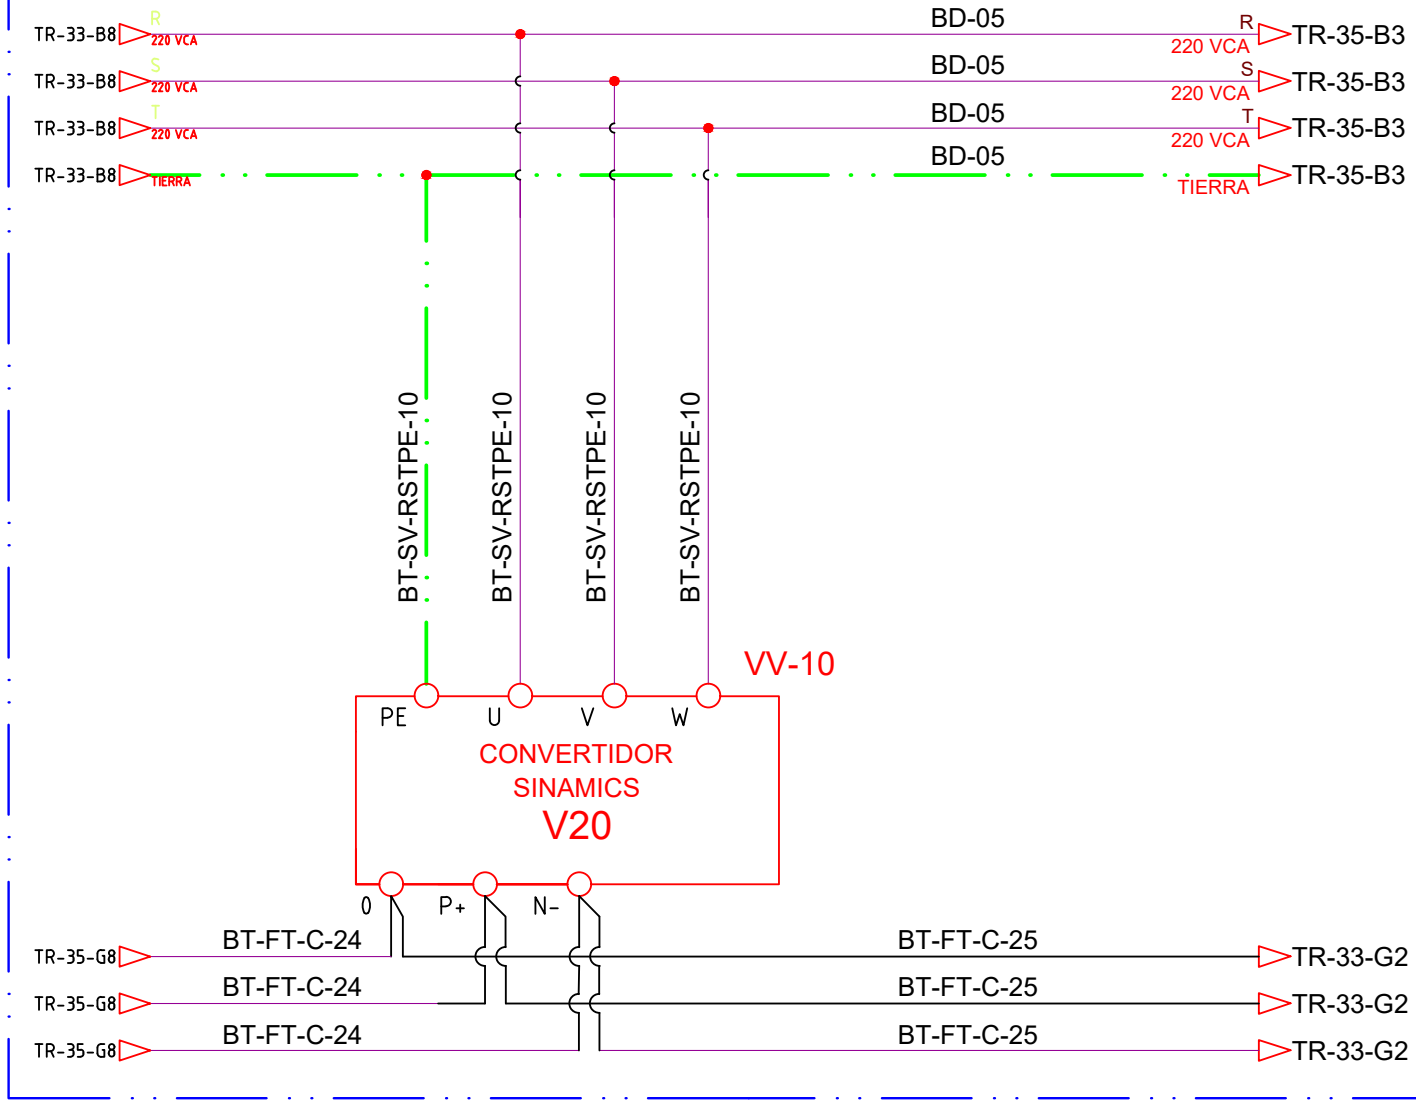 R BD-05 R
TR-33-B8 220 VCA 220 VCA TR-35-B3
S BD-05 S
TR-33-B8 220 VCA 220 VCA TR-35-B3
T BD-05 T
TR-33-B8 220 VCA 220 VCA TR-35-B3
BD-05
TR-33-B8 TIERRA TIERRA TR-35-B3
BT-SV-RSTPE-10
BT-SV-RSTPE-10
BT-SV-RSTPE-10
BT-SV-RSTPE-10
VV-10
PE U V W
CONVERTIDOR
SINAMICS
V20
0 P+ N-
BT-FT-C-24 BT-FT-C-25
TR-35-G8 TR-33-G2
BT-FT-C-24 BT-FT-C-25
TR-35-G8 TR-33-G2
BT-FT-C-24 BT-FT-C-25
TR-35-G8 TR-33-G2